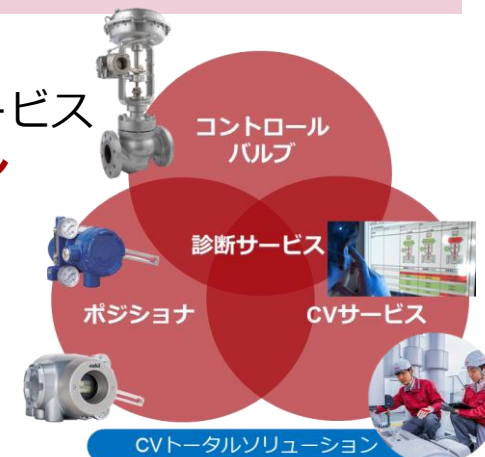 ービス
コントロール
バルブ
診断サービス
ポジショナ
CVサービス
CVトータルソリューション